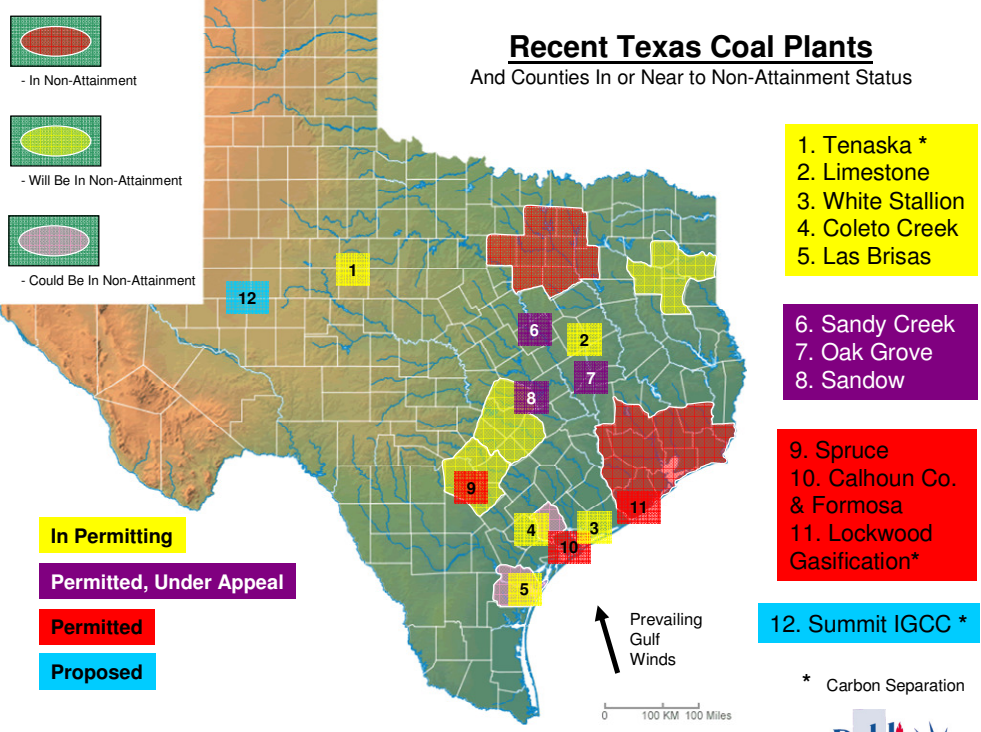 Recent Texas Coal Plants
And Counties In or Near to Non-Attainment Status
- In Non-Attainment
- Will Be In Non-Attainment
- Could Be In Non-Attainment
1. Tenaska *
2. Limestone
3. White Stallion
4. Coleto Creek
5. Las Brisas
6. Sandy Creek
7. Oak Grove
8. Sandow
9. Spruce
10. Calhoun Co.
& Formosa
11. Lockwood
Gasification*
12. Summit IGCC *
* Carbon Separation
1
12
6
2
7
8
9
11
4
3
10
5
In Permitting
Permitted, Under Appeal
Permitted
Proposed
Prevailing
Gulf
Winds
0 100 KM 100 Miles